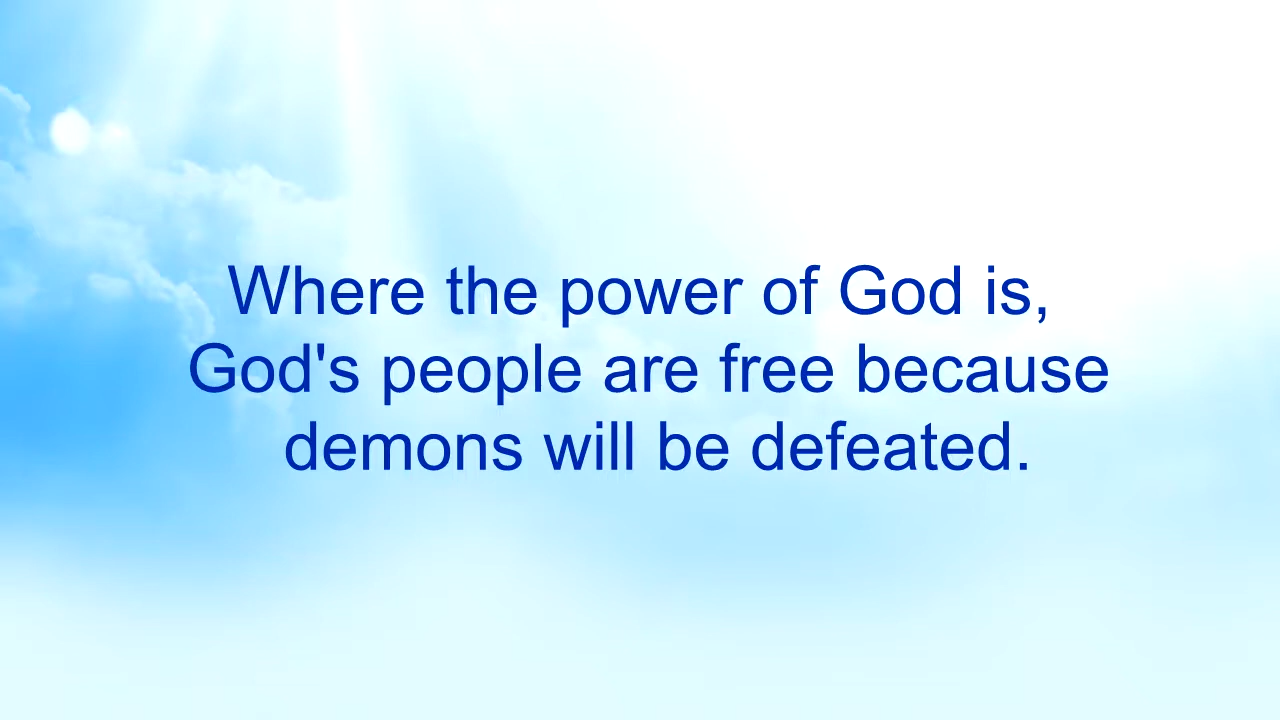 Where the power of God is,
God's people are free because
demons will be defeated.